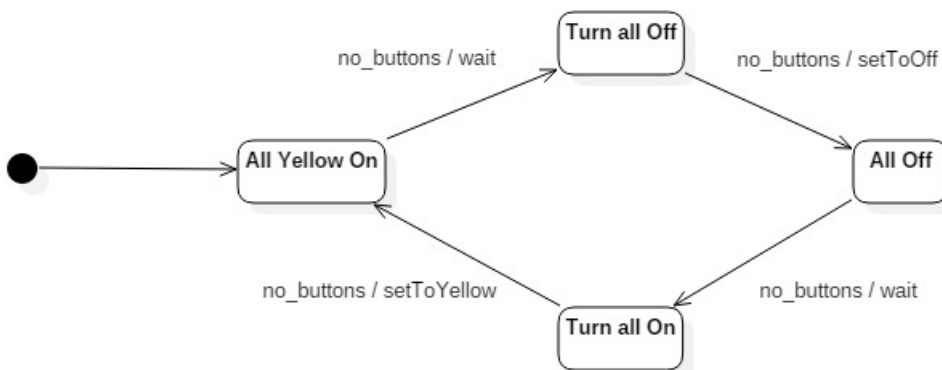 Turn all Off
no_buttons / wait
no_buttons / setToOff
All Yellow On
All Off
no_buttons / setToYellow
no_buttons / wait
Turn all On